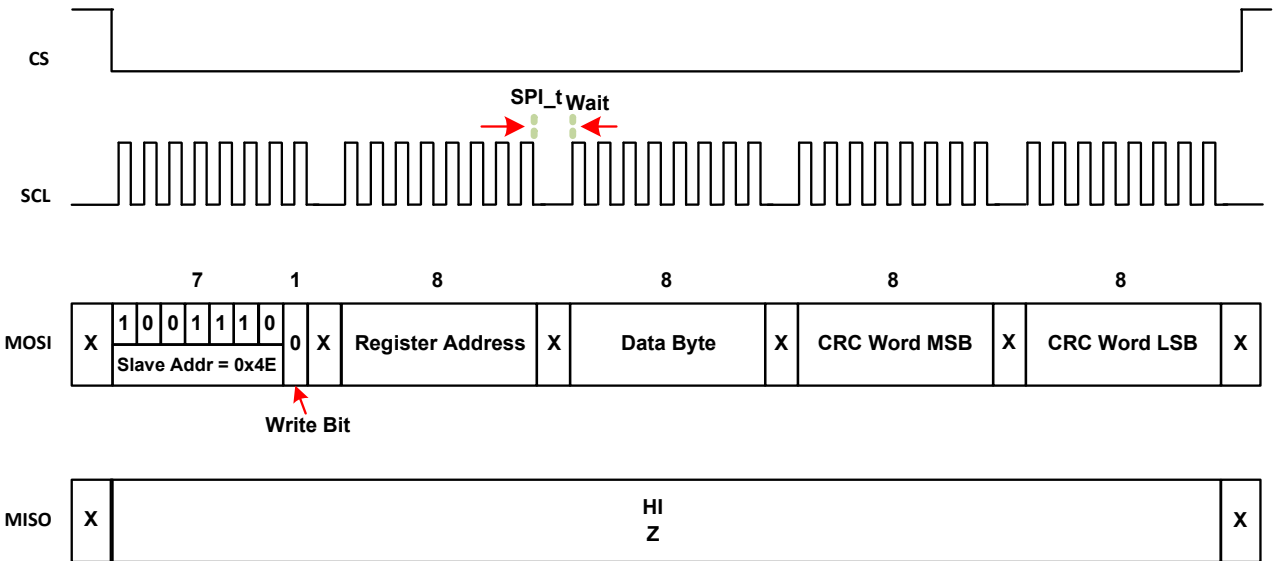 CS
SPI_t Wait
SCL
7 1 8 8 8 8
MOSI X 1 0 0 1 1 1 0 0 X Register Address X Data Byte X CRC Word MSB X CRC Word LSB X
Slave Addr = 0x4E
Write Bit
MISO X HI X
Z